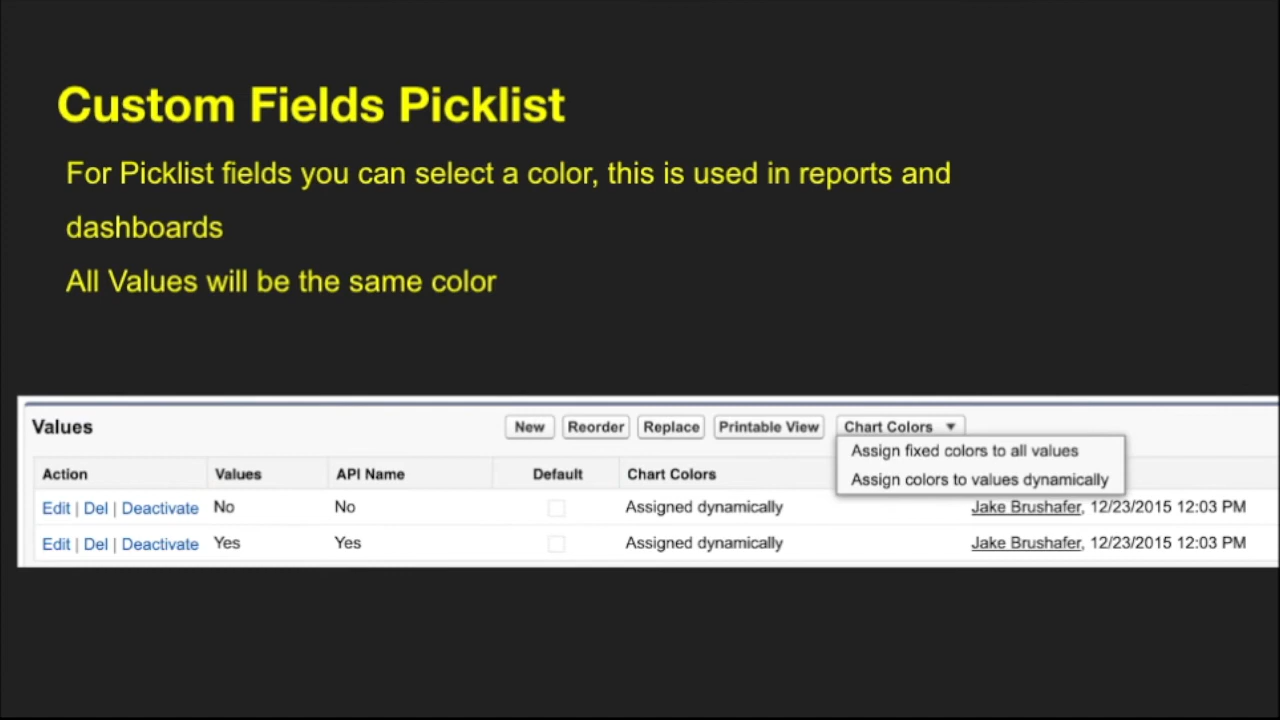 Custom Fields Picklist
For Picklist fields you can select a color, this is used in reports and
dashboards
All Values will be the same color
Values New Reorder Replace Printable View Chart Colors ▼
Assign fixed colors to all values
Assign colors to values dynamically
Action Values API Name Default Chart Colors
Edit | Del | Deactivate No No Assigned dynamically Jake Brushafer, 12/23/2015 12:03 PM
Edit | Del | Deactivate Yes Yes Assigned dynamically Jake Brushafer, 12/23/2015 12:03 PM